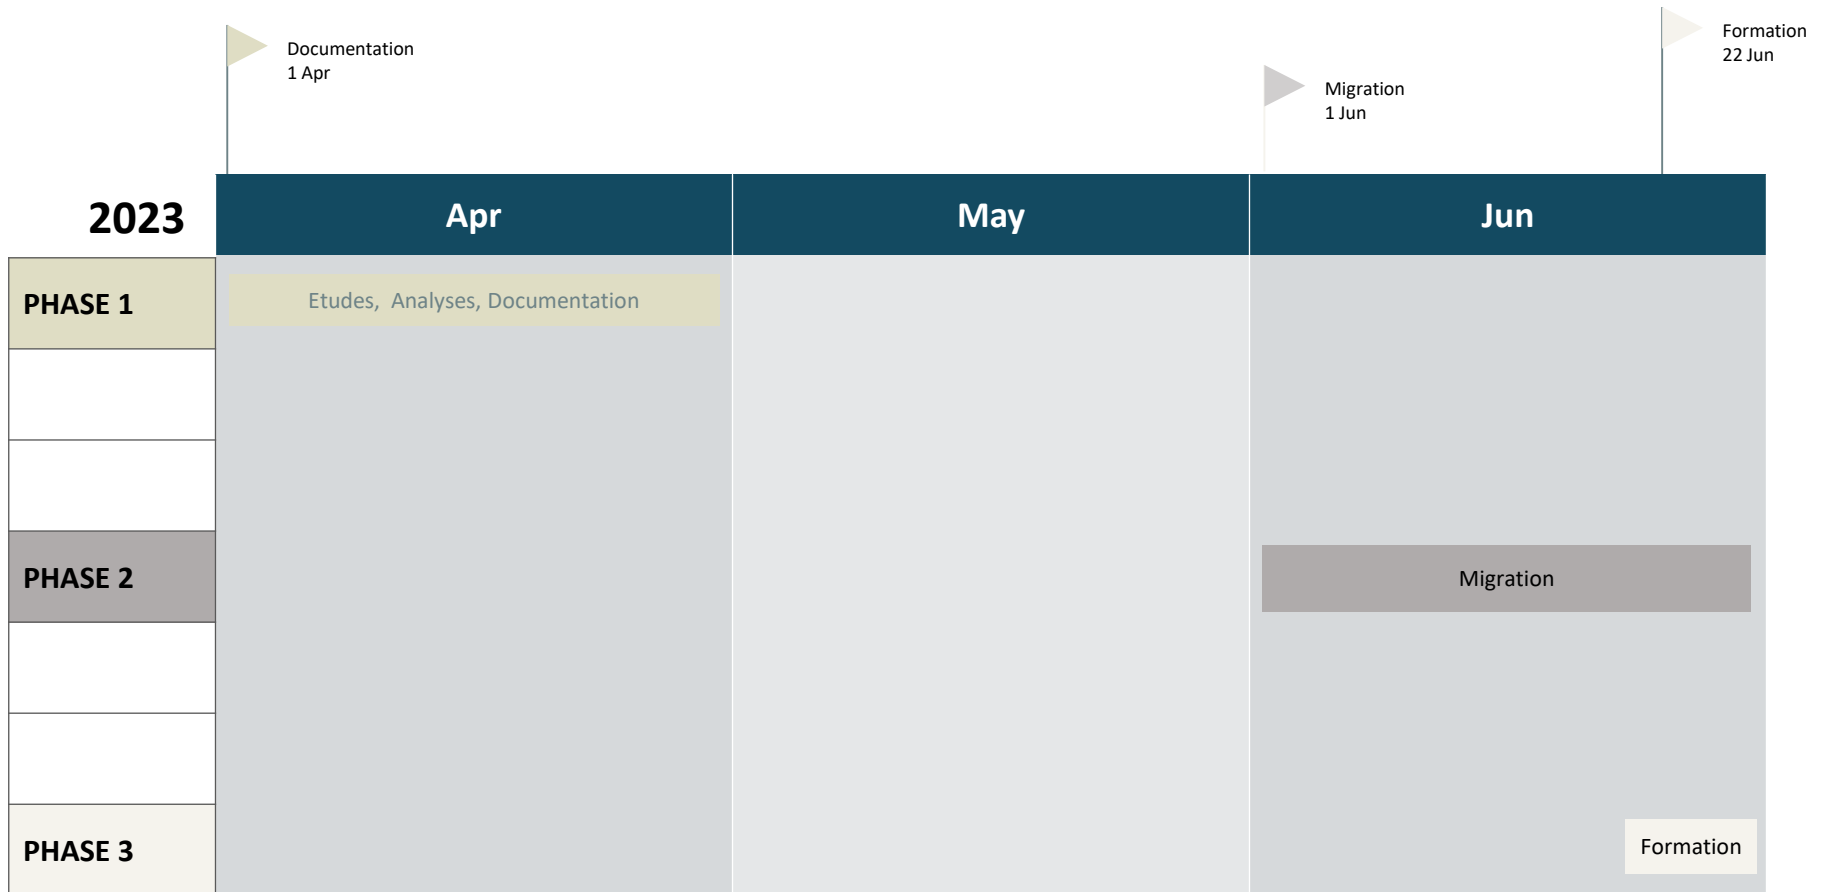 Documentation
1 Apr
Migration
1 Jun
Formation
22 Jun
2023
Apr
May
Jun
PHASE 1
Etudes, Analyses, Documentation
PHASE 2
Migration
PHASE 3
Formation